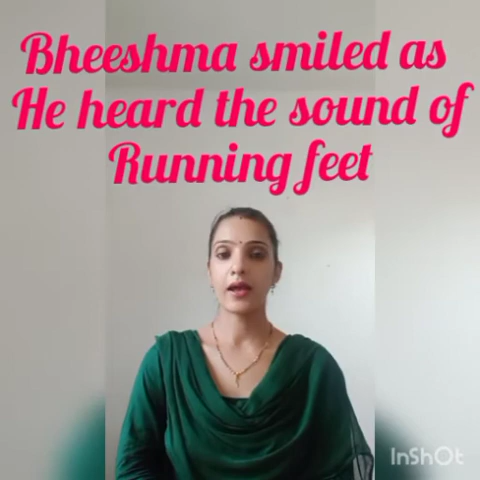 Bheeshma smiled as
He heard the sound of
Running feet
InShOt